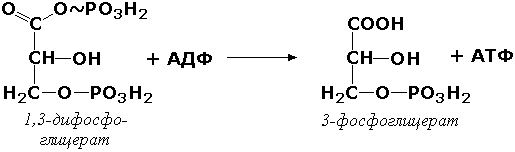 O
C
O~PO3H2
CH—OH
H2C—O—PO3H2
1,3-дифосфо-
глицерат
+ АДФ
COOH
CH—OH
H2C—O—PO3H2
3-фосфоглицерат
+ АТФ